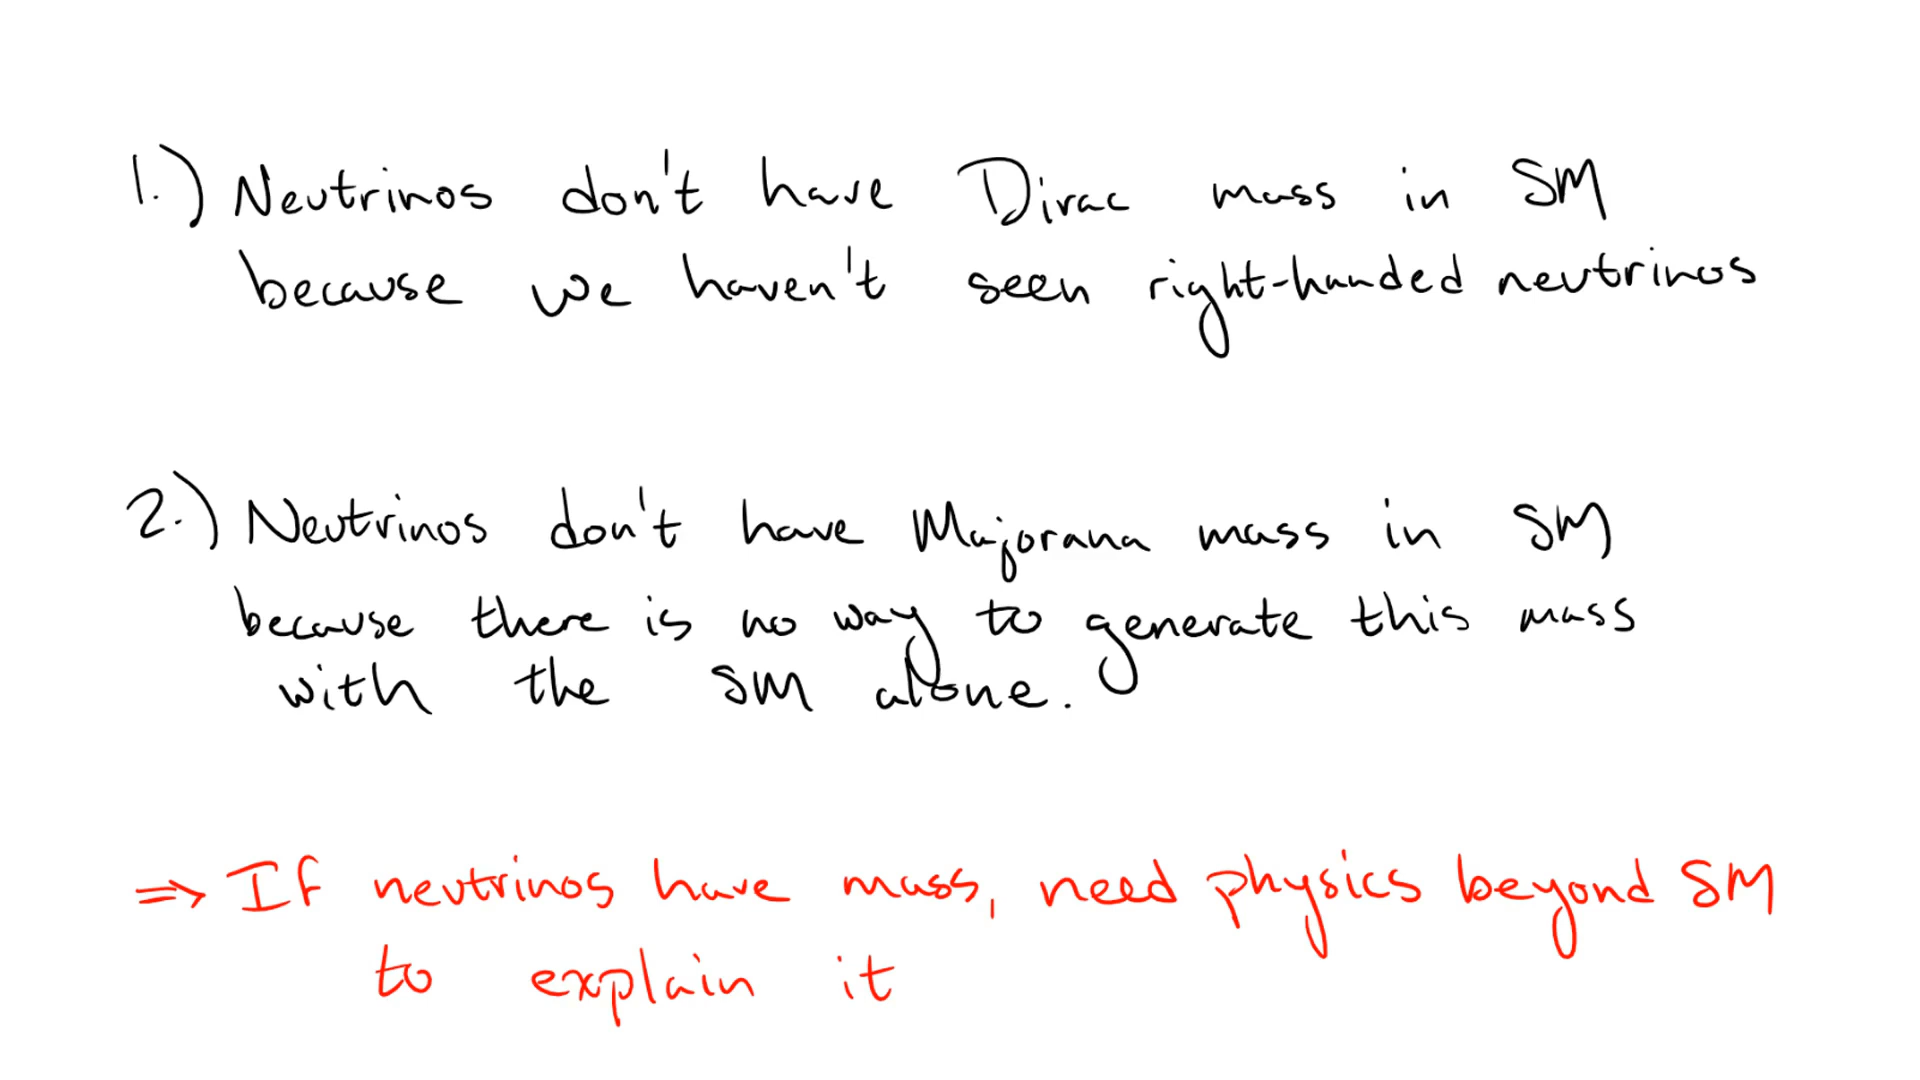 1.) Neutrinos don't have Dirac mass in SM
because we haven't seen right-handed neutrinos
2.) Neutrinos don't have Majorana mass in SM
because there is no way to generate this mass
with the SM alone.
⇒ If neutrinos have mass, need physics beyond SM
to explain it